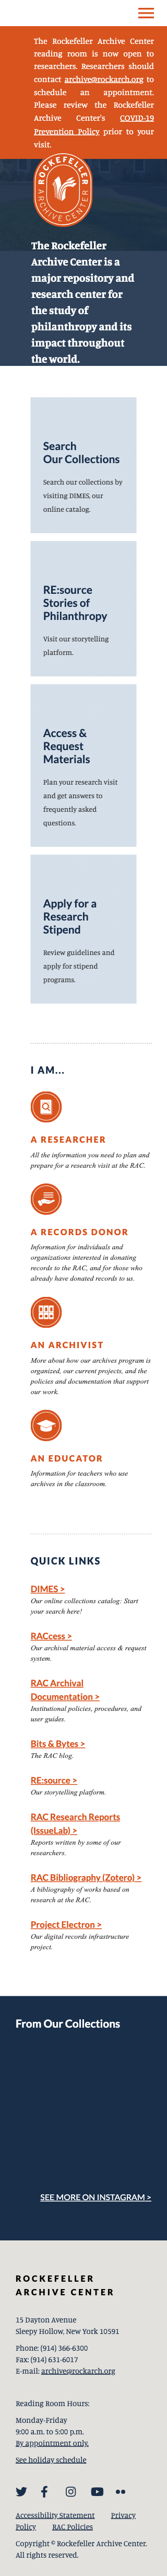 The Rockefeller Archive Center
reading room is now open to
researchers. Researchers should
contact archive@rockarch.org to
schedule an appointment.
Please review the Rockefeller
Archive Center's COVID-19
Prevention Policy prior to your
visit.
ROCKEFELLER
ARCHIVE CENTER
The Rockefeller
Archive Center is a
major repository and
research center for
the study of
philanthropy and its
impact throughout
the world.
Search
Our Collections
Search our collections by
visiting DIMES, our
online catalog.
RE:source
Stories of
Philanthropy
Visit our storytelling
platform.
Access &
Request
Materials
Plan your research visit
and get answers to
frequently asked
questions.
Apply for a
Research
Stipend
Review guidelines and
apply for stipend
programs.
I AM...
A RESEARCHER
All the information you need to plan and
prepare for a research visit at the RAC.
A RECORDS DONOR
Information for individuals and
organizations interested in donating
records to the RAC, and for those who
already have donated records to us.
AN ARCHIVIST
More about how our archives program is
organized, our current projects, and the
policies and documentation that support
our work.
AN EDUCATOR
Information for teachers who use
archives in the classroom.
QUICK LINKS
DIMES >
Our online collections catalog: Start
your search here!
RACcess >
Our archival material access & request
system.
RAC Archival
Documentation >
Institutional policies, procedures, and
user guides.
Bits & Bytes >
The RAC blog.
RE:source >
Our storytelling platform.
RAC Research Reports
(IssueLab) >
Reports written by some of our
researchers.
RAC Bibliography (Zotero) >
A bibliography of works based on
research at the RAC.
Project Electron >
Our digital records infrastructure
project.
From Our Collections
SEE MORE ON INSTAGRAM >
ROCKEFELLER
ARCHIVE CENTER
15 Dayton Avenue
Sleepy Hollow, New York 10591
Phone: (914) 366-6300
Fax: (914) 631-6017
E-mail: archive@rockarch.org
Reading Room Hours:
Monday-Friday
9:00 a.m. to 5:00 p.m.
By appointment only.
See holiday schedule
Accessibility Statement Privacy
Policy RAC Policies
Copyright © Rockefeller Archive Center.
All rights reserved.